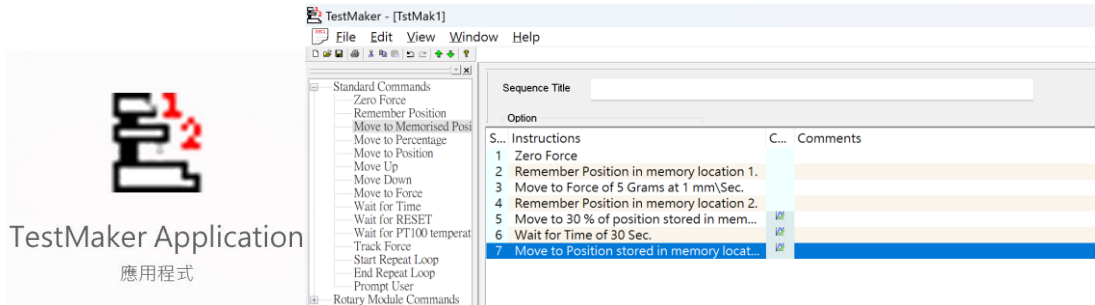 TestMaker Application
應用程式
TestMaker - [TstMak1]
File Edit View Window Help
Standard Commands
Zero Force
Remember Position
Move to Memorised Posi
Move to Percentage
Move to Position
Move Up
Move Down
Move to Force
Wait for Time
Wait for RESET
Wait for PT100 temperat
Track Force
Start Repeat Loop
End Repeat Loop
Prompt User
Rotary Module Commands
Sequence Title
Option
S... Instructions C... Comments
1 Zero Force
2 Remember Position in memory location 1.
3 Move to Force of 5 Grams at 1 mm\Sec.
4 Remember Position in memory location 2.
5 Move to 30 % of position stored in mem...
6 Wait for Time of 30 Sec.
7 Move to Position stored in memory locat...